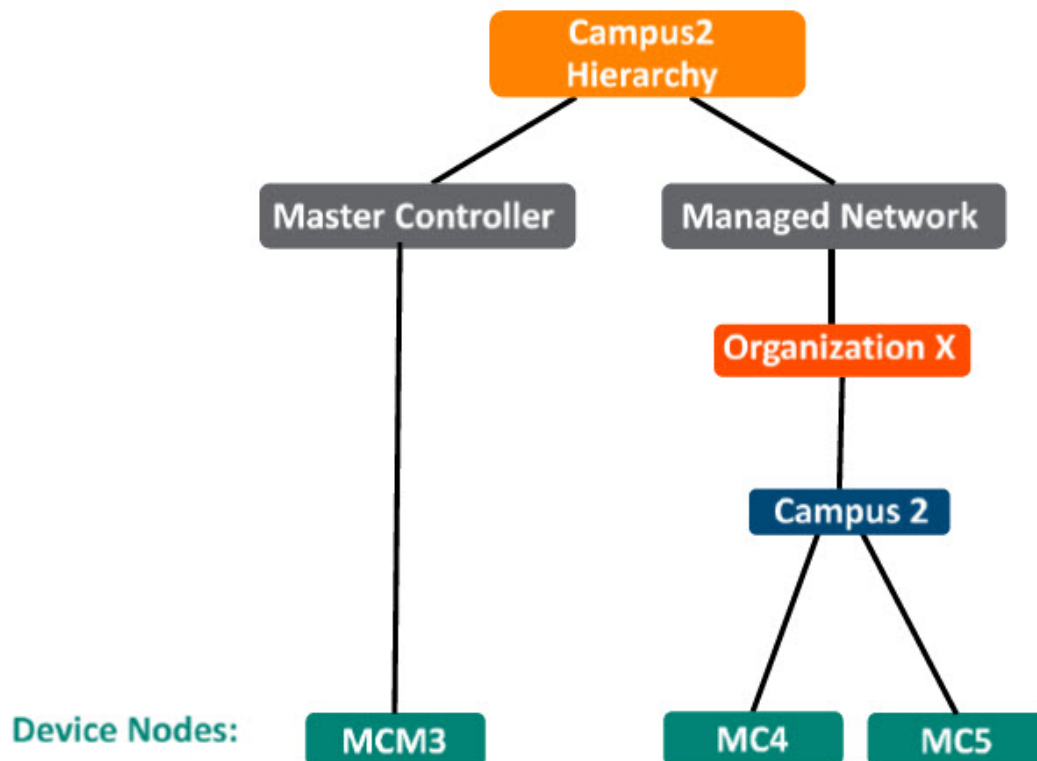 Campus2
Hierarchy
Master Controller
Managed Network
Organization X
Campus 2
Device Nodes:
MCM3
MC4
MC5